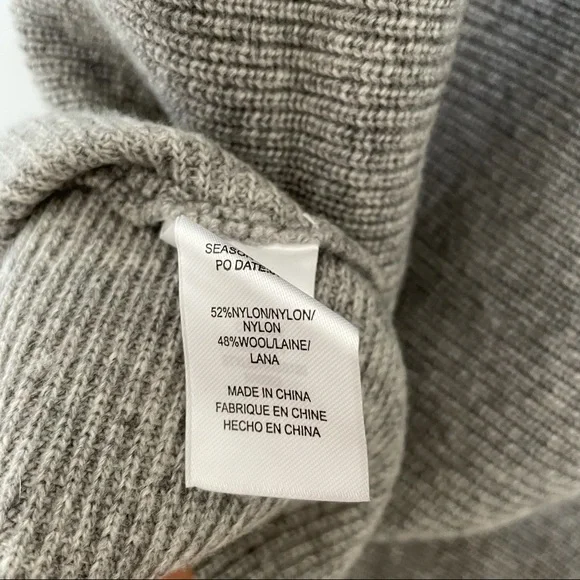 PO DATE
52%NYLON/NYLON/
NYLON
48%WOOL/LAINE/
LANA
MADE IN CHINA
FABRIQUE EN CHINE
HECHO EN CHINA